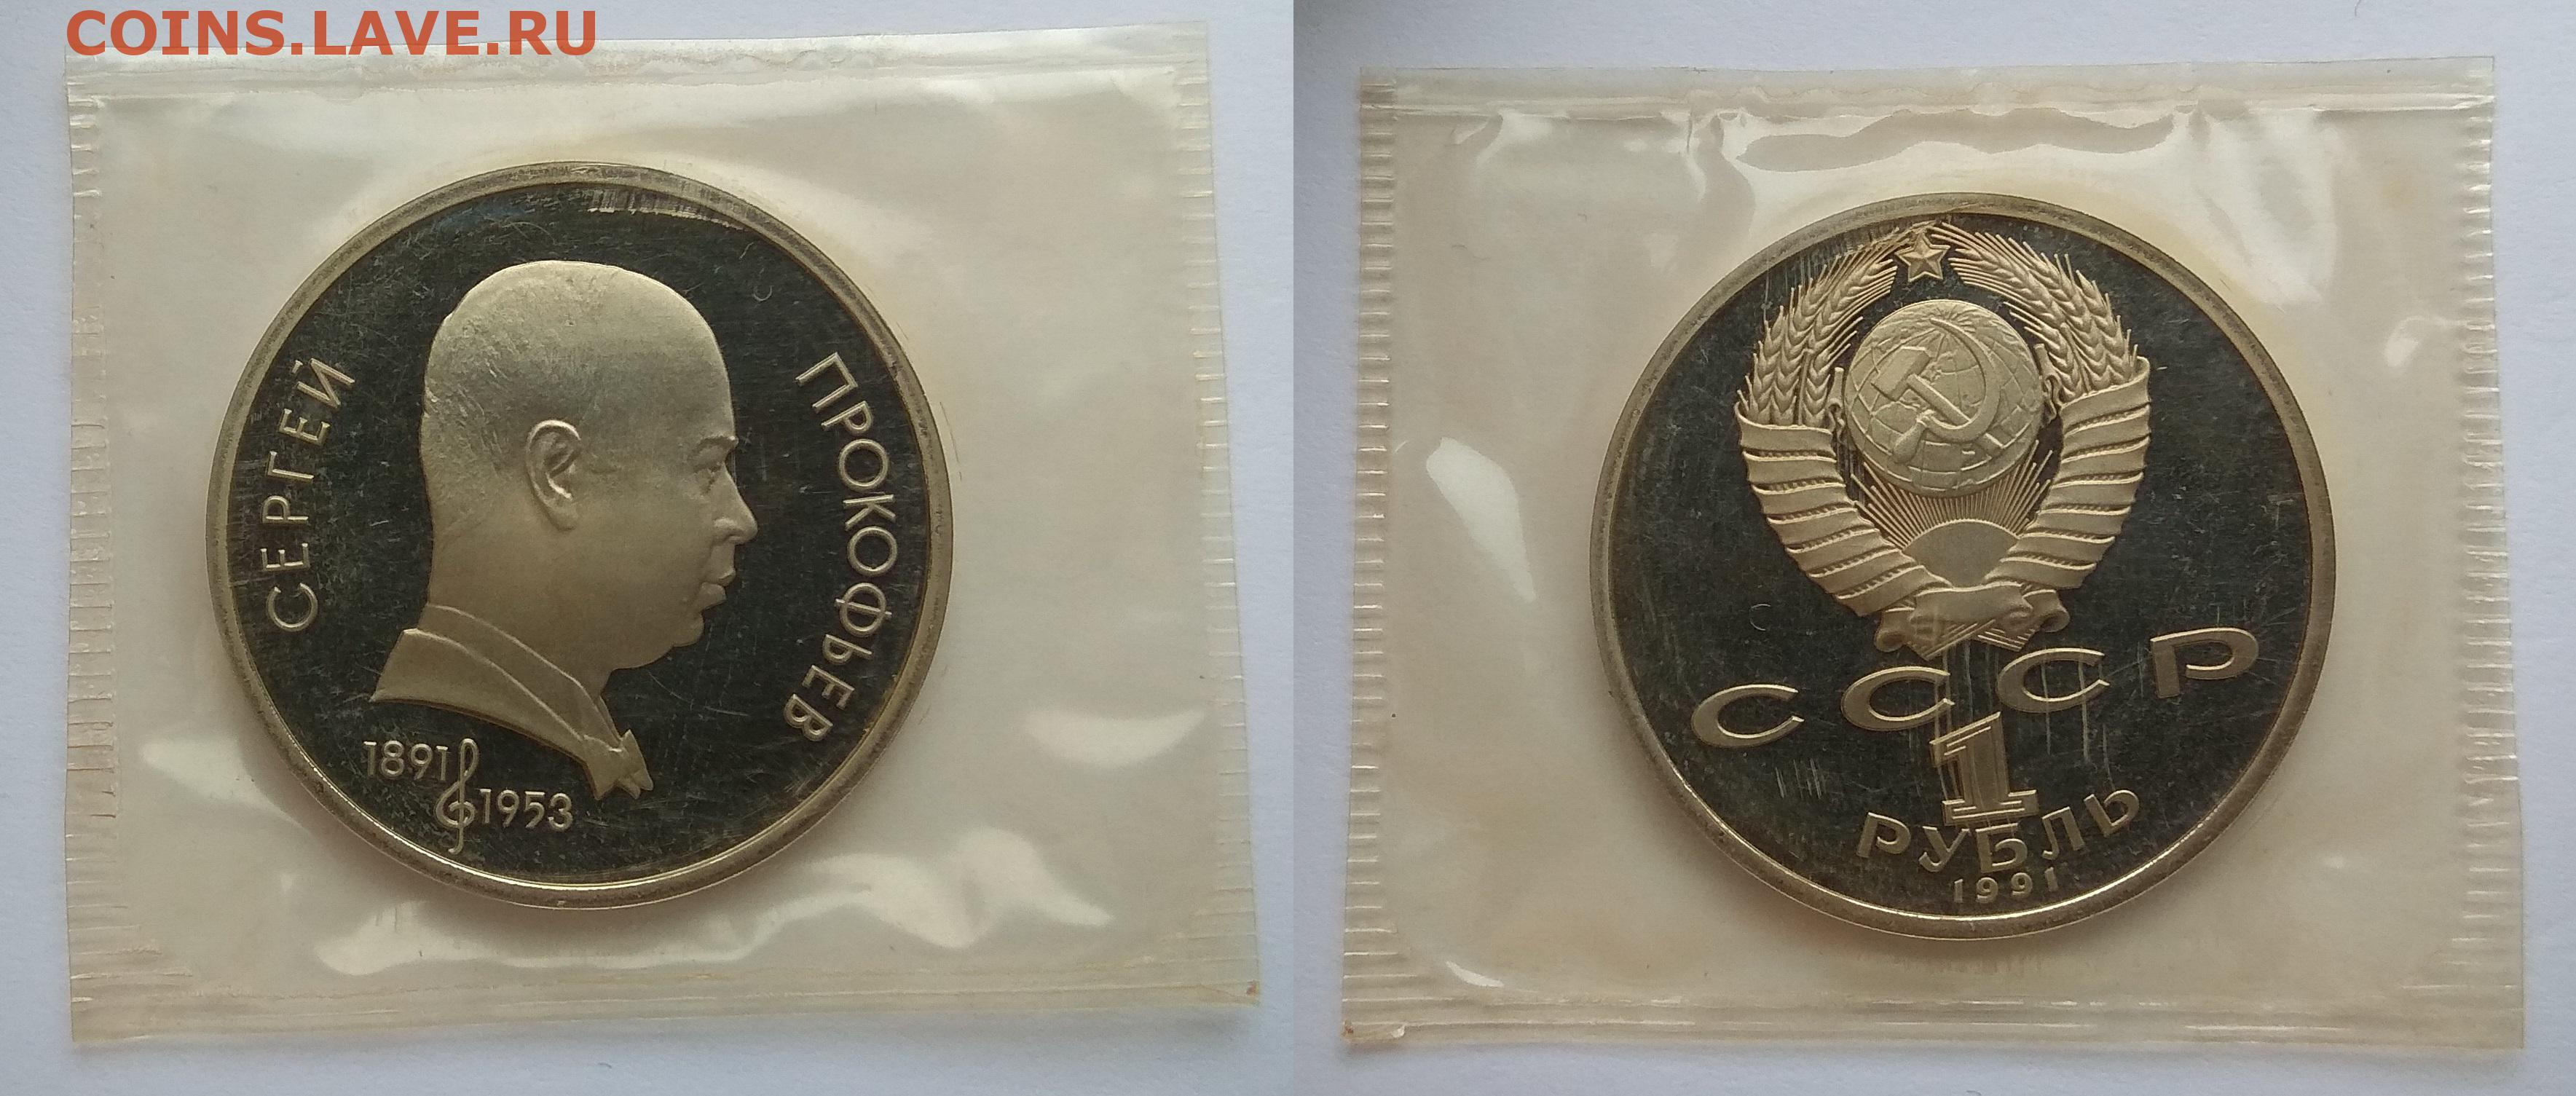 COINS.LAVE.RU
СЕРГЕЙ
ПРОКОФЬЕВ
1891
1953
СССР
1
РУБЛЬ
1991